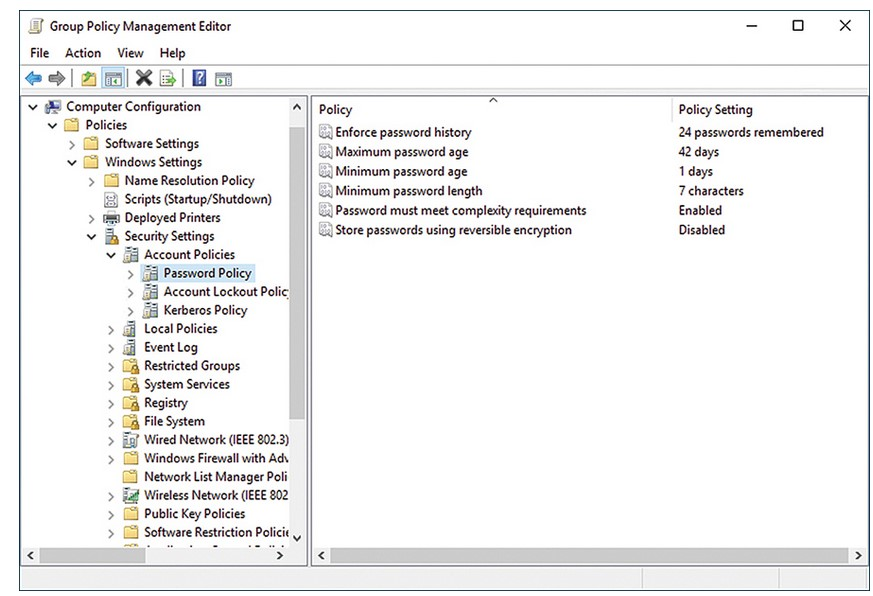 Group Policy Management Editor
File Action View Help
Computer Configuration
Policies
Software Settings
Windows Settings
Name Resolution Policy
Scripts (Startup/Shutdown)
Deployed Printers
Security Settings
Account Policies
Password Policy
Account Lockout Polic
Kerberos Policy
Local Policies
Event Log
Restricted Groups
System Services
Registry
File System
Wired Network (IEEE 802.3)
Windows Firewall with Adv
Network List Manager Poli
Wireless Network (IEEE 802
Public Key Policies
Software Restriction Policie
Policy Policy Setting
Enforce password history 24 passwords remembered
Maximum password age 42 days
Minimum password age 1 days
Minimum password length 7 characters
Password must meet complexity requirements Enabled
Store passwords using reversible encryption Disabled